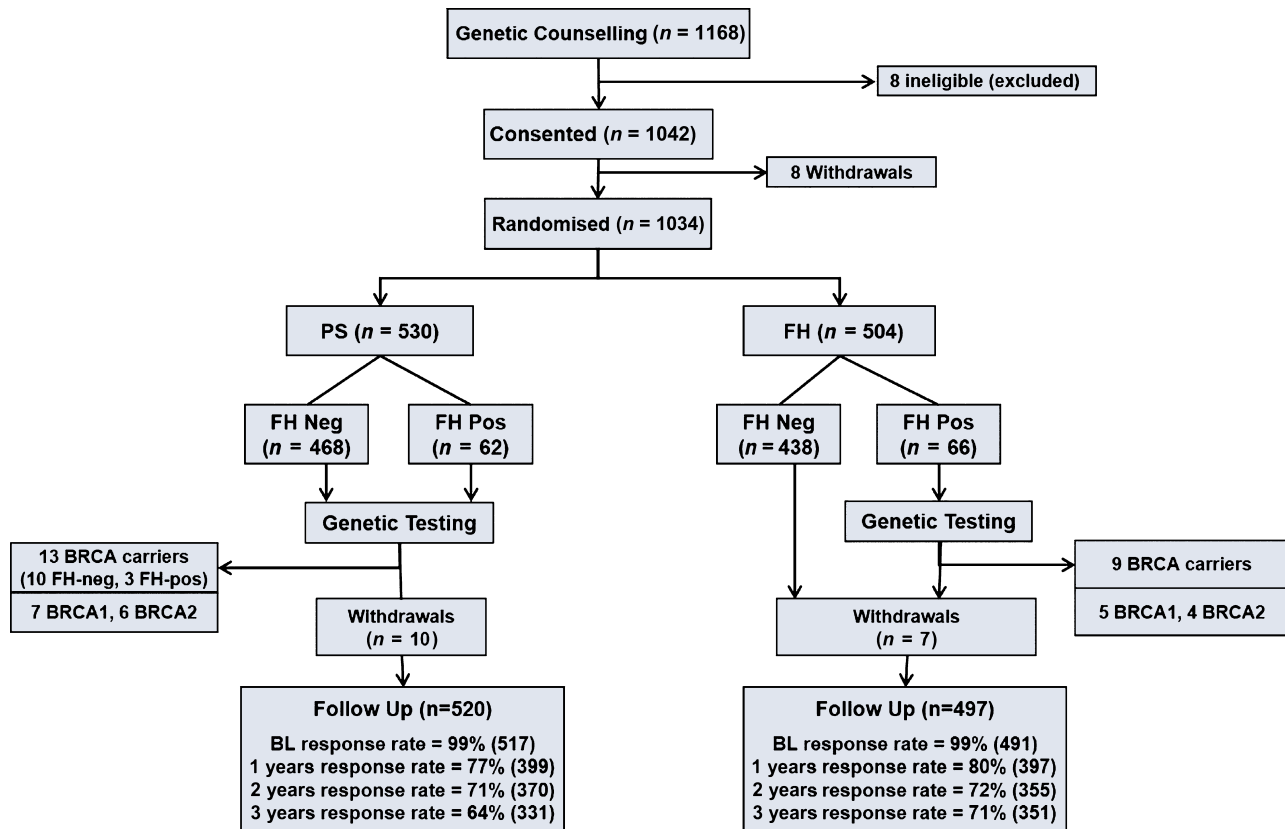 Genetic Counselling (n = 1168)
8 ineligible (excluded)
Consented (n = 1042)
8 Withdrawals
Randomised (n = 1034)
PS (n = 530)
FH (n = 504)
FH Neg
(n = 468)
FH Pos
(n = 62)
FH Neg
(n = 438)
FH Pos
(n = 66)
Genetic Testing
Genetic Testing
13 BRCA carriers
(10 FH-neg, 3 FH-pos)
7 BRCA1, 6 BRCA2
9 BRCA carriers
5 BRCA1, 4 BRCA2
Withdrawals
(n = 10)
Withdrawals
(n = 7)
Follow Up (n=520)
BL response rate = 99% (517)
1 years response rate = 77% (399)
2 years response rate = 71% (370)
3 years response rate = 64% (331)
Follow Up (n=497)
BL response rate = 99% (491)
1 years response rate = 80% (397)
2 years response rate = 72% (355)
3 years response rate = 71% (351)